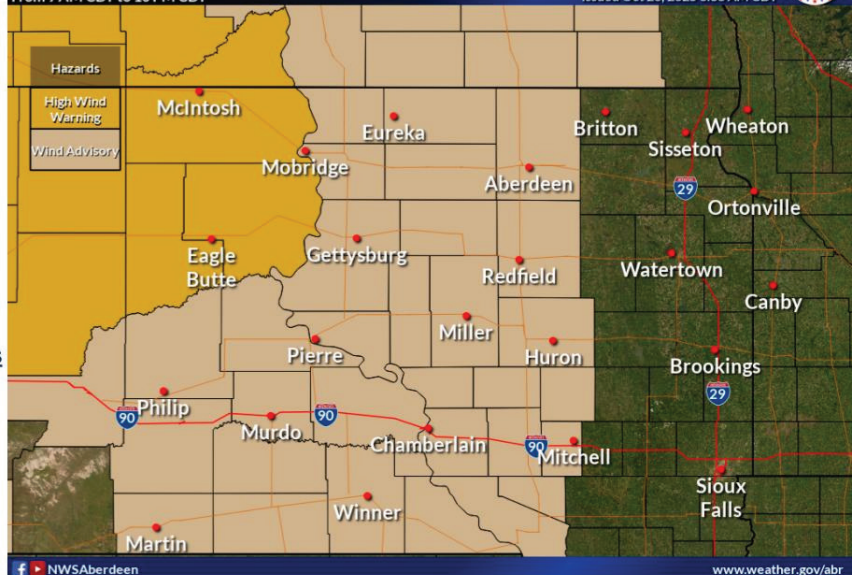 Hazards
High Wind
Warning
Wind Advisory
McIntosh
Eureka
Britton
Wheaton
Sisseton
Mobridge
Aberdeen
29
Ortonville
Eagle
Butte
Gettysburg
Redfield
Watertown
Canby
Miller
Pierre
Huron
Brookings
29
Philip
90
Murdo
90
Chamberlain
90
Mitchell
Sioux
Falls
Winner
Martin
NWSAberdeen
www.weather.gov/abr